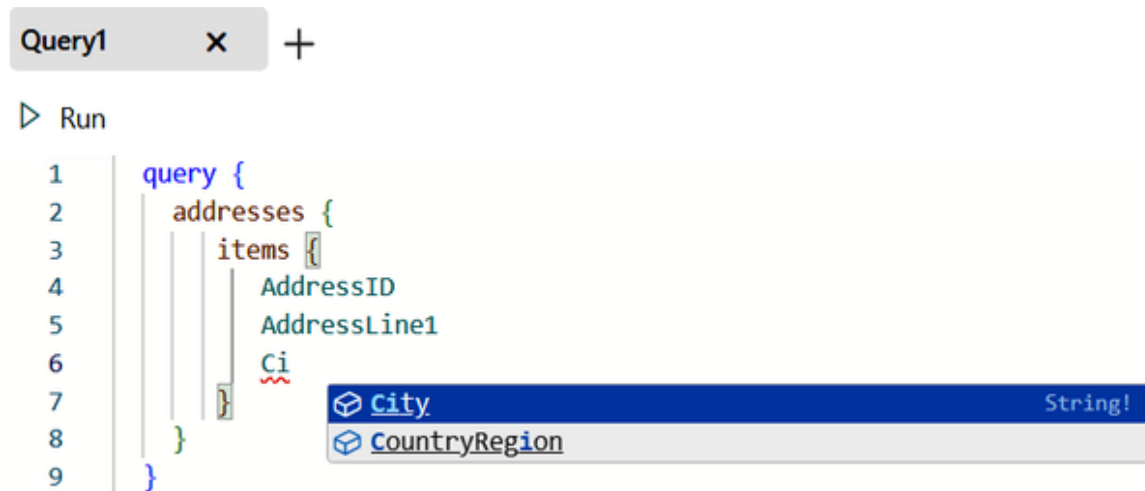 Query1 × +
▷ Run
1 query {
2 addresses {
3 items {
4 AddressID
5 AddressLine1
6 Ci
7 }
City String!
8 }
CountryRegion
9 }